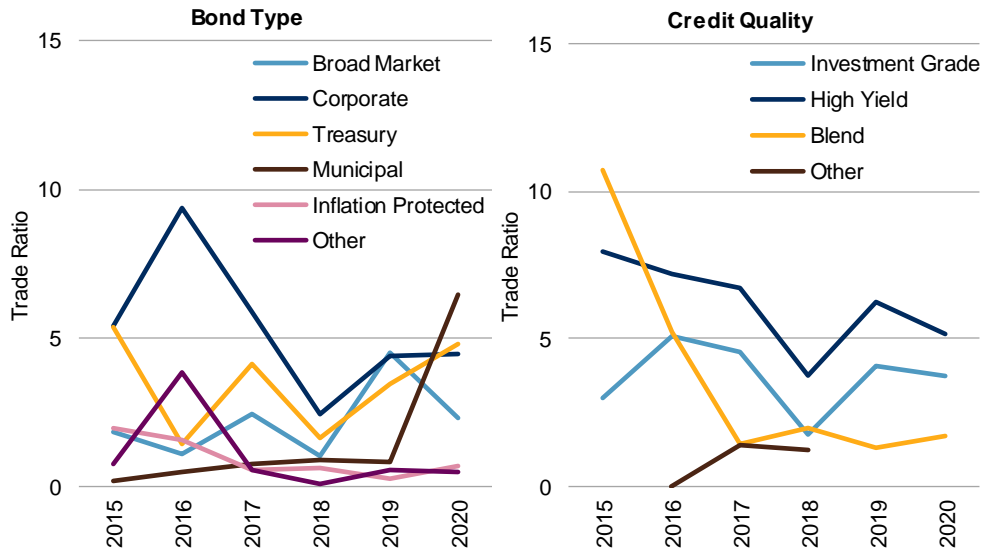 Bond Type
15
10
5
0
Trade Ratio
Broad Market
Corporate
Treasury
Municipal
Inflation Protected
Other
2015
2016
2017
2018
2019
2020
Credit Quality
15
10
5
0
Trade Ratio
Investment Grade
High Yield
Blend
Other
2015
2016
2017
2018
2019
2020